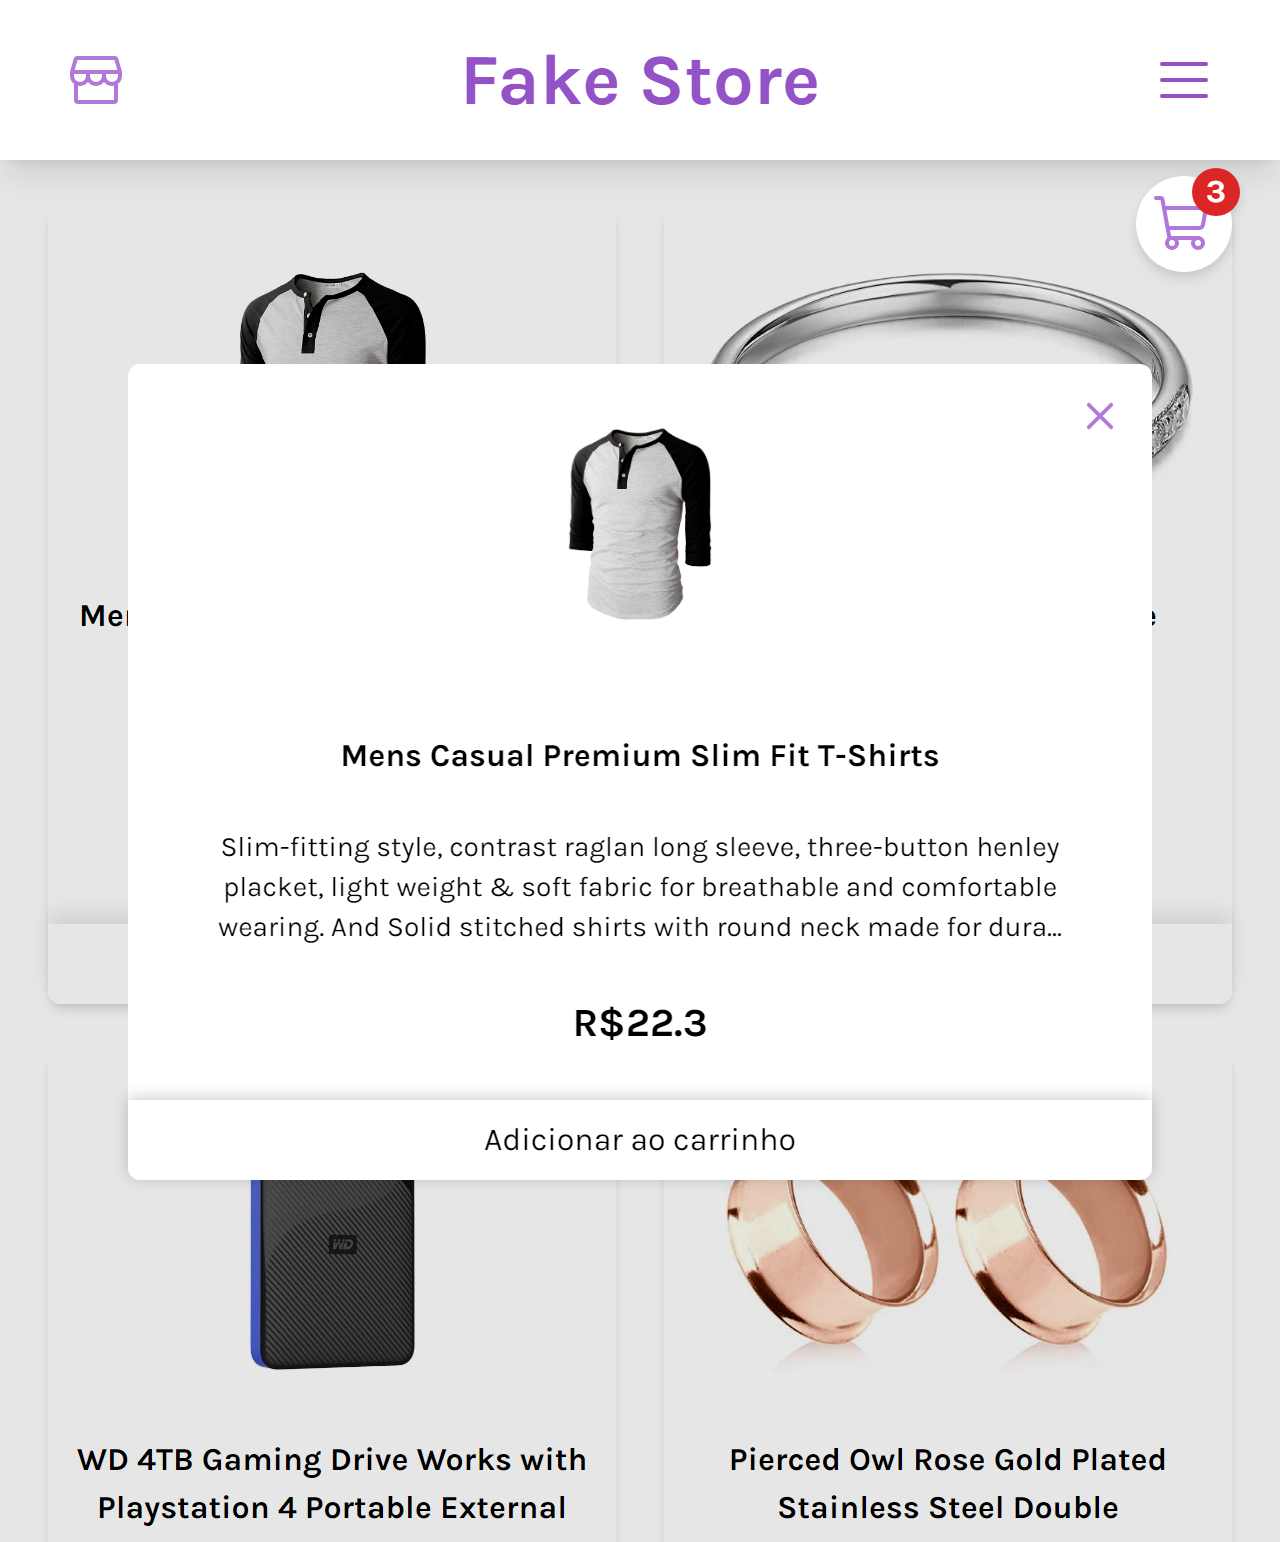 Fake Store
3
Mens Casual Premium Slim Fit T-Shirts
Slim-fitting style, contrast raglan long sleeve, three-button henley
placket, light weight & soft fabric for breathable and comfortable
wearing. And Solid stitched shirts with round neck made for dura...
R$22.3
Adicionar ao carrinho
WD
WD 4TB Gaming Drive Works with
Playstation 4 Portable External
Pierced Owl Rose Gold Plated
Stainless Steel Double